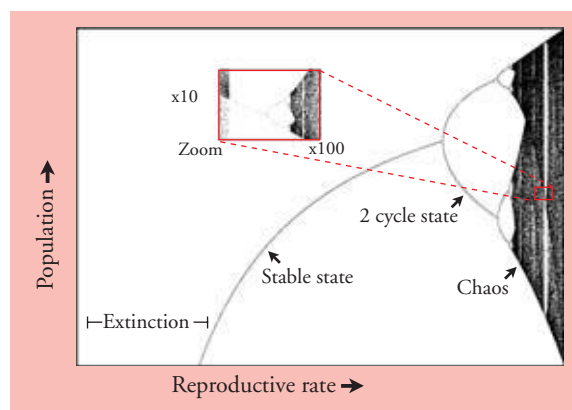 x10
Zoom
x100
Population
2 cycle state
Stable state
Chaos
Extinction
Reproductive rate